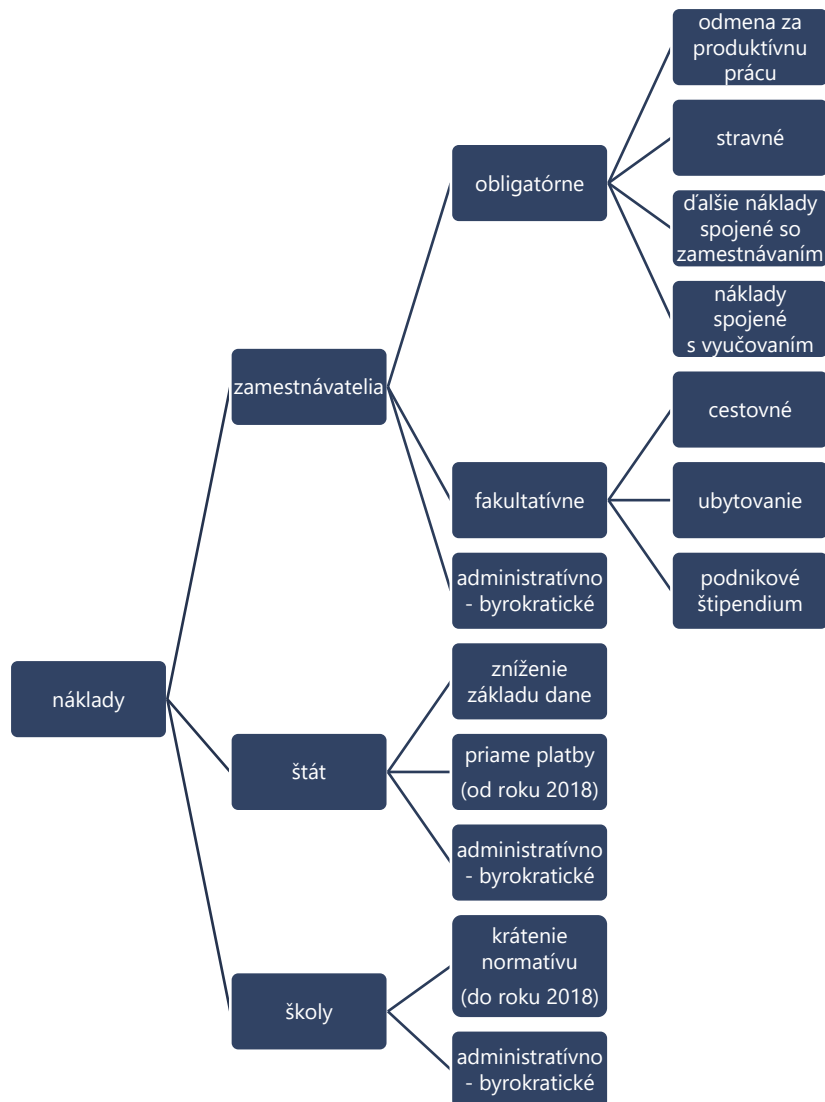 odmena za
produktívnu
prácu
stravné
obligatórne
ďalšie náklady
spojené so
zamestnávaním
náklady
spojené
s vyučovaním
zamestnávatelia
cestovné
fakultatívne
ubytovanie
administratívno
- byrokratické
podnikové
štipendium
náklady
zníženie
základu dane
štát
priame platby
(od roku 2018)
administratívno
- byrokratické
krátenie
normatívu
(do roku 2018)
školy
administratívno
- byrokratické